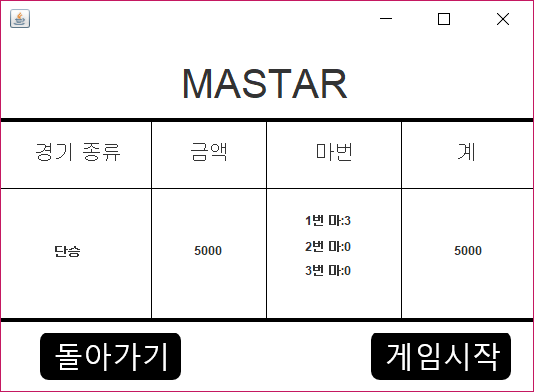 MASTAR
경기 종류 금액 마번 계
1번 마:3
단승 5000 2번 마:0 5000
3번 마:0
돌아가기 게임시작